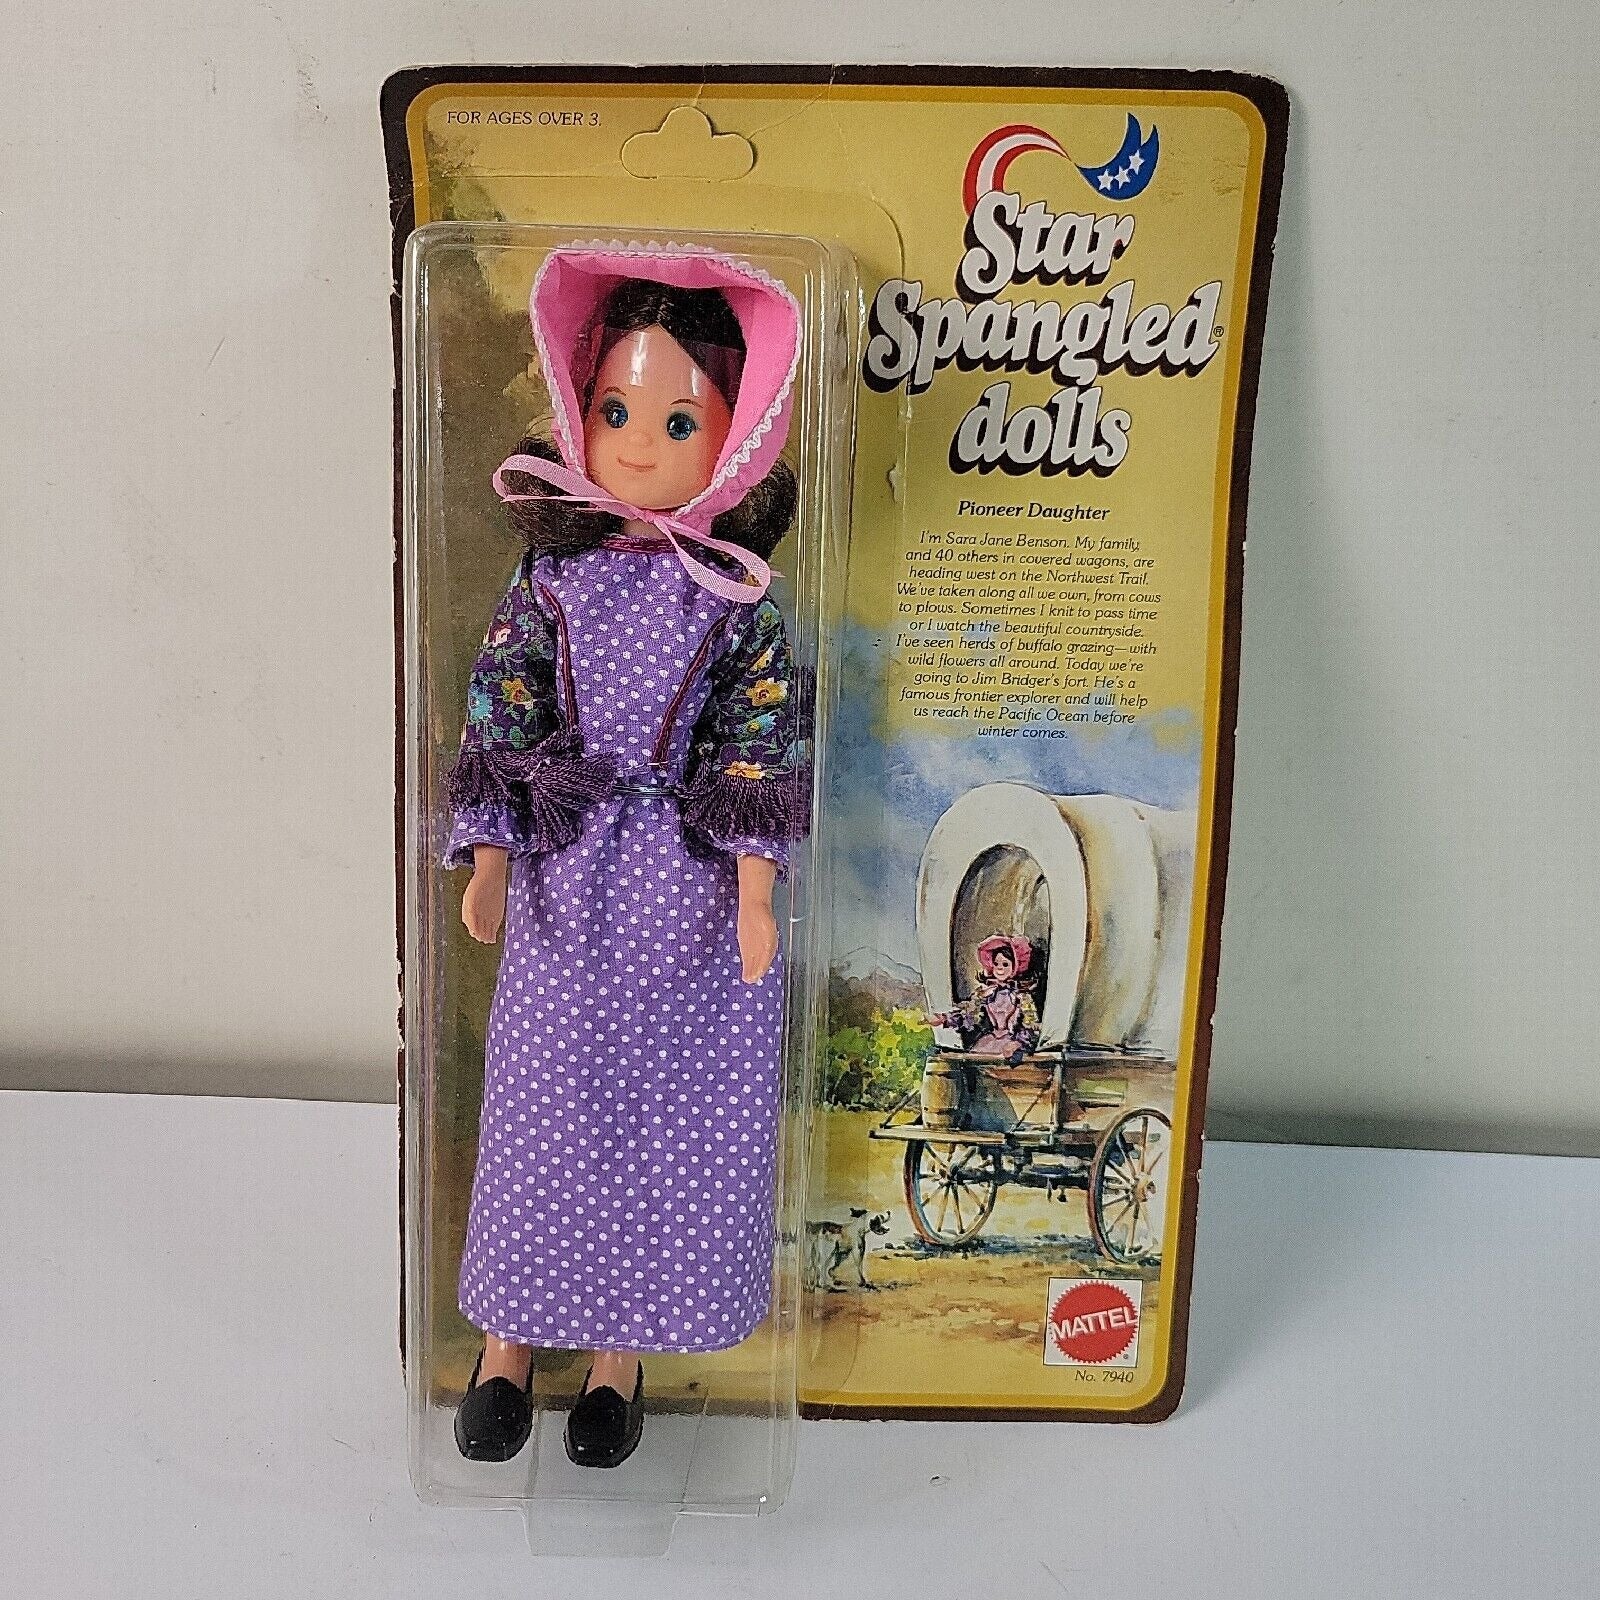 FOR AGES OVER 3.
Star
Spangled®
dolls
Pioneer Daughter
I'm Sara Jane Benson. My family,
and 40 others in covered wagons, are
heading west on the Northwest Trail.
We've taken along all we own, from cows
to plows. Sometimes I knit to pass time
or I watch the beautiful countryside.
I've seen herds of buffalo grazing—with
wild flowers all around. Today we're
going to Jim Bridger's fort. He's a
famous frontier explorer and will help
us reach the Pacific Ocean before
winter comes.
MATTEL®
No. 7940